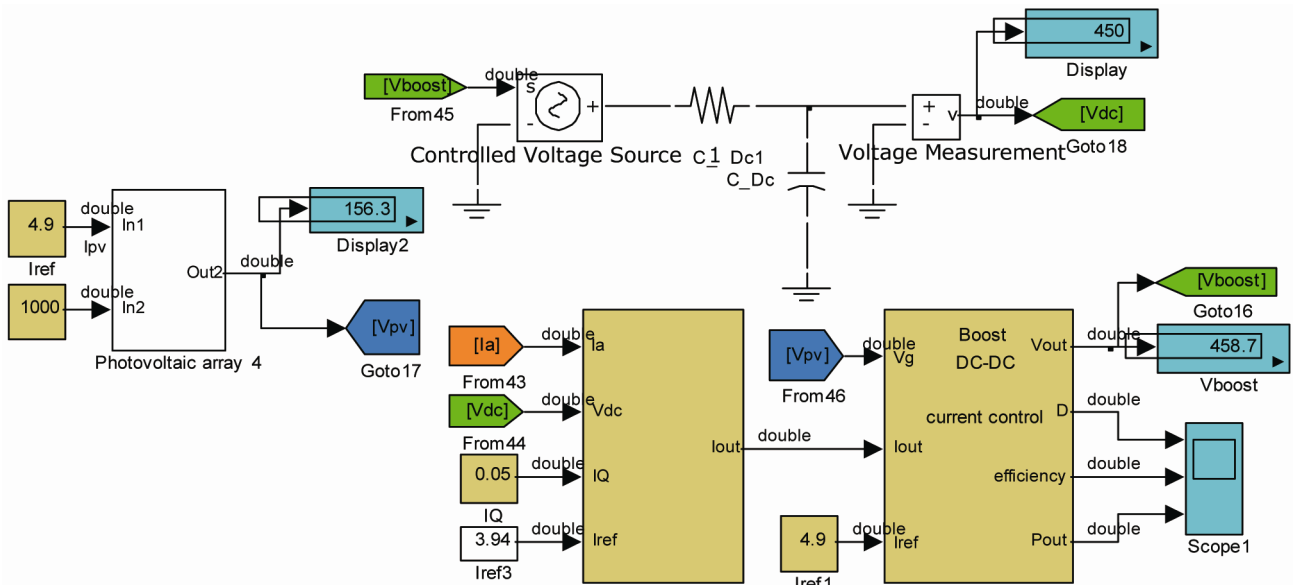 450
Display
[Vboost]
double
From45
s
+
-
Controlled Voltage Source
C_1 Dc1
C_Dc
+
-
v
Voltage Measurement
double
[Vdc]
Goto18
4.9
Iref
double
Ipv
In1
1000
double
In2
Out2
Photovoltaic array 4
double
156.3
Display2
[Vpv]
Goto17
[Ia]
From43
double
Ia
[Vdc]
From44
double
Vdc
0.05
IQ
double
IQ
3.94
Iref3
double
Iref
Iout
double
[Vpv]
From46
double
Vg
Iout
4.9
Iref1
double
Iref
Boost
DC-DC
current control
Vout
double
D
double
efficiency
double
Pout
double
[Vboost]
Goto16
458.7
Vboost
Scope1